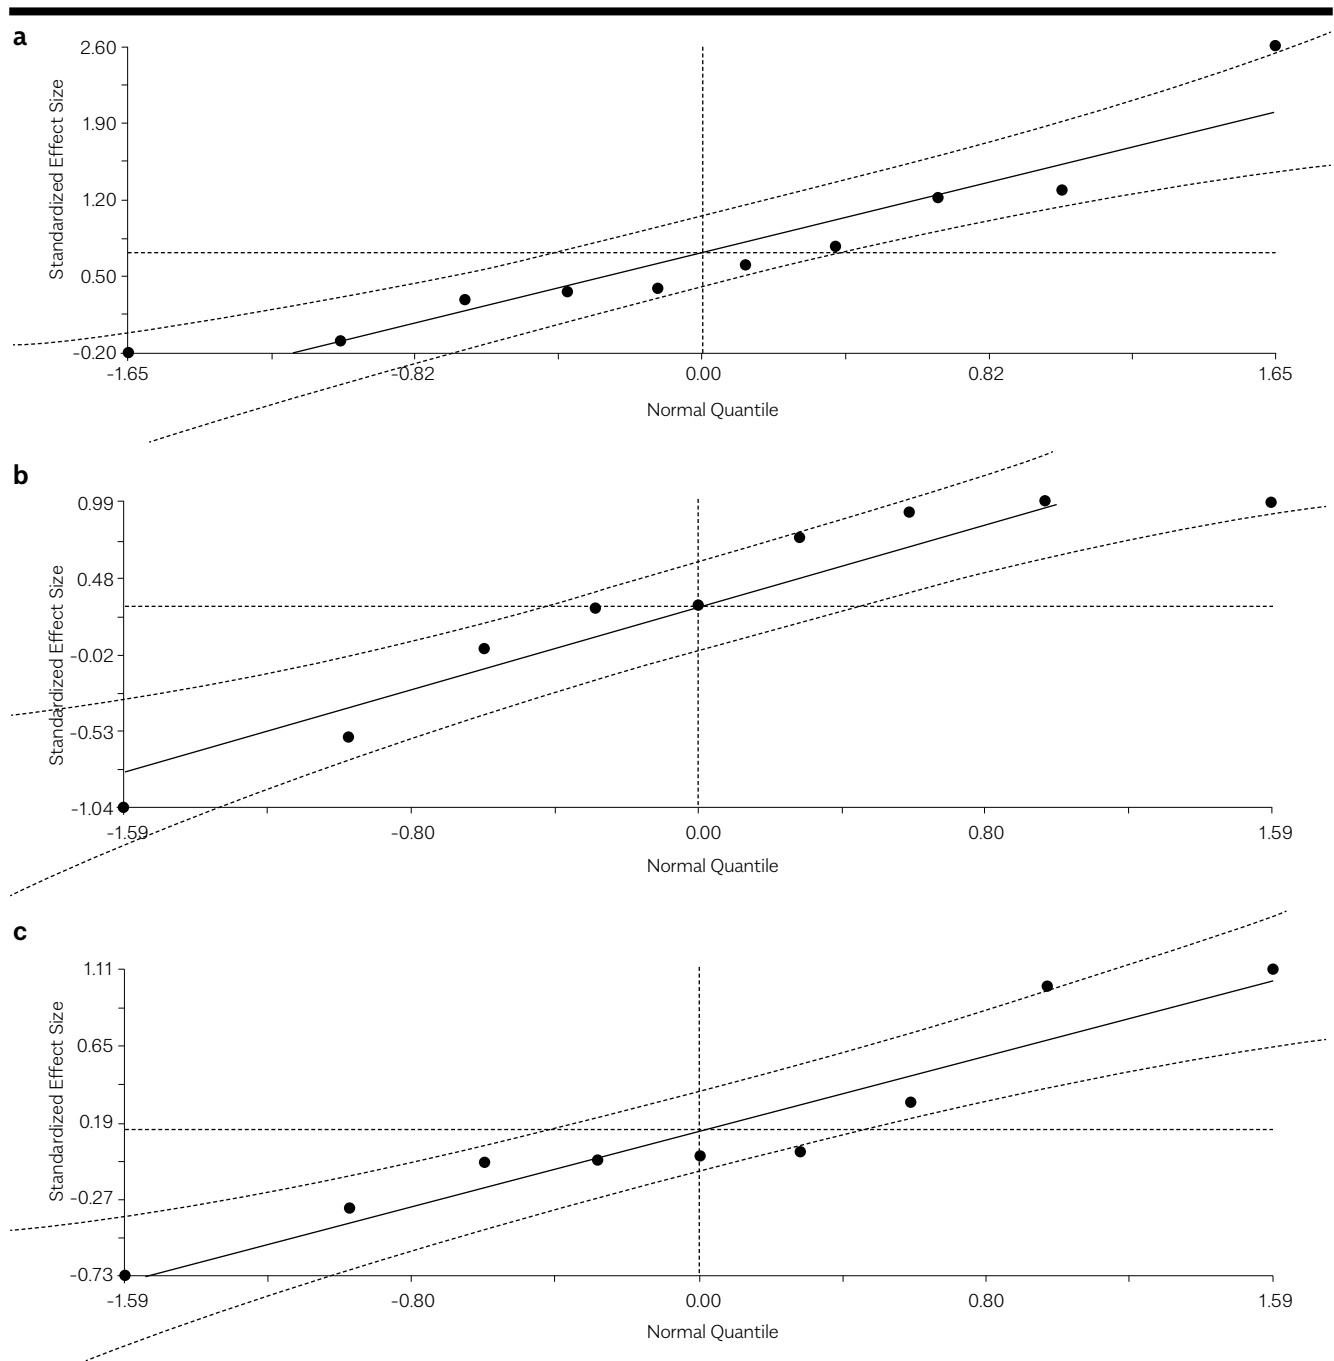 a
Standardized Effect Size
2.60
1.90
1.20
0.50
-0.20
-1.65 -0.82 0.00 0.82 1.65
Normal Quantile
b
Standardized Effect Size
0.99
0.48
-0.02
-0.53
-1.04
-1.59 -0.80 0.00 0.80 1.59
Normal Quantile
c
Standardized Effect Size
1.11
0.65
0.19
-0.27
-0.73
-1.59 -0.80 0.00 0.80 1.59
Normal Quantile